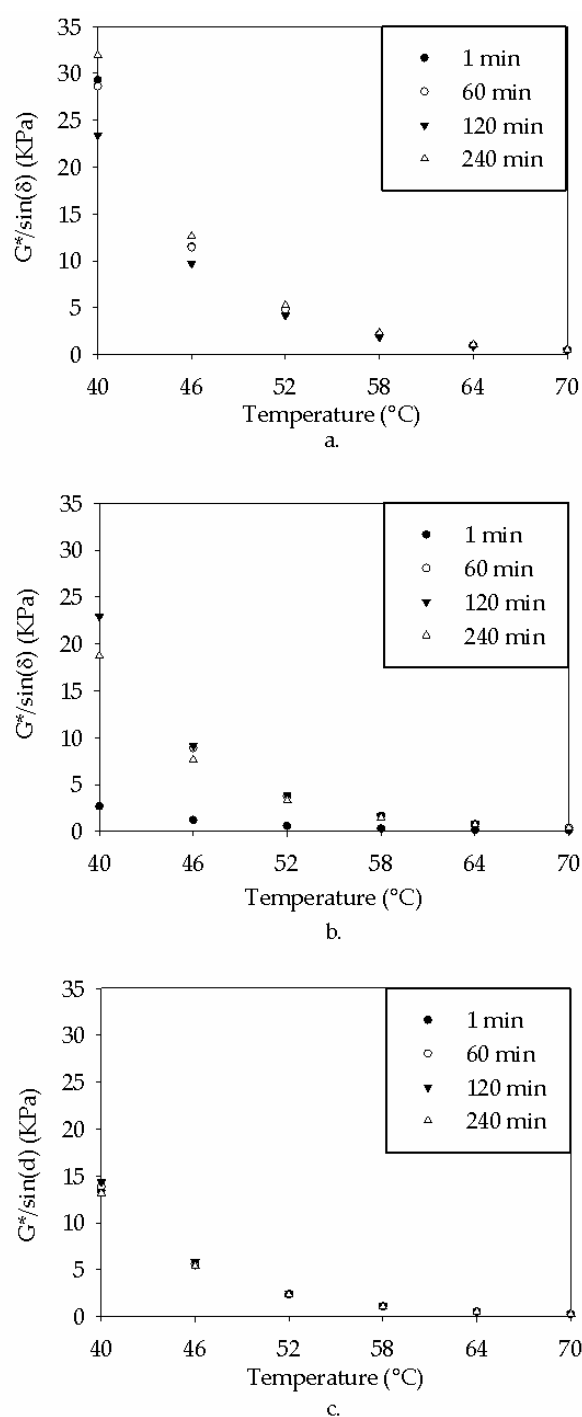 35
30
25
20
15
10
5
0
G*/sin(δ) (KPa)
1 min
60 min
120 min
240 min
40 46 52 58 64 70
Temperature (°C)
a.
35
30
25
20
15
10
5
0
G*/sin(δ) (KPa)
1 min
60 min
120 min
240 min
40 46 52 58 64 70
Temperature (°C)
b.
35
30
25
20
15
10
5
0
G*/sin(d) (KPa)
1 min
60 min
120 min
240 min
40 46 52 58 64 70
Temperature (°C)
c.